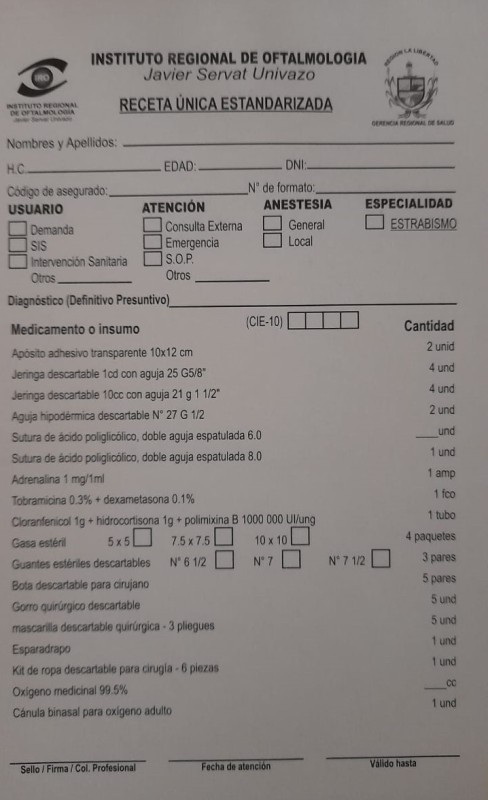 INSTITUTO REGIONAL DE OFTALMOLOGIA
Javier Servat Univazo
RECETA ÚNICA ESTANDARIZADA
IRO
INSTITUTO REGIONAL
DE OFTALMOLOGIA
Javier Servat Univazo
REGION LA LIBERTAD
GERENCIA REGIONAL DE SALUD
Nombres y Apellidos:
H.C. EDAD: DNI:
Código de asegurado: N° de formato:
USUARIO ATENCIÓN ANESTESIA ESPECIALIDAD
Demanda Consulta Externa General ESTRABISMO
SIS Emergencia Local
Intervención Sanitaria S.O.P.
Otros Otros
Diagnóstico (Definitivo Presuntivo)
Medicamento o insumo (CIE-10) Cantidad
Apósito adhesivo transparente 10x12 cm 2 unid
Jeringa descartable 1cd con aguja 25 G5/8" 4 und
Jeringa descartable 10cc con aguja 21 g 1 1/2" 4 und
Aguja hipodérmica descartable N° 27 G 1/2 2 und
Sutura de ácido poliglicólico, doble aguja espatulada 6.0 ____und
Sutura de ácido poliglicólico, doble aguja espatulada 8.0 1 und
Adrenalina 1 mg/1ml 1 amp
Tobramicina 0.3% + dexametasona 0.1% 1 fco
Cloranfenicol 1g + hidrocortisona 1g + polimixina B 1000 000 UI/ung 1 tubo
Gasa estéril 5 x 5 7.5 x 7.5 10 x 10 4 paquetes
Guantes estériles descartables N° 6 1/2 N° 7 N° 7 1/2 3 pares
Bota descartable para cirujano 5 pares
Gorro quirúrgico descartable 5 und
mascarilla descartable quirúrgica - 3 pliegues 5 und
Esparadrapo 1 und
Kit de ropa descartable para cirugía - 6 piezas 1 und
Oxigeno medicinal 99.5% ____cc
Cánula binasal para oxigeno adulto 1 und
Sello / Firma / Col. Profesional Fecha de atención Válido hasta